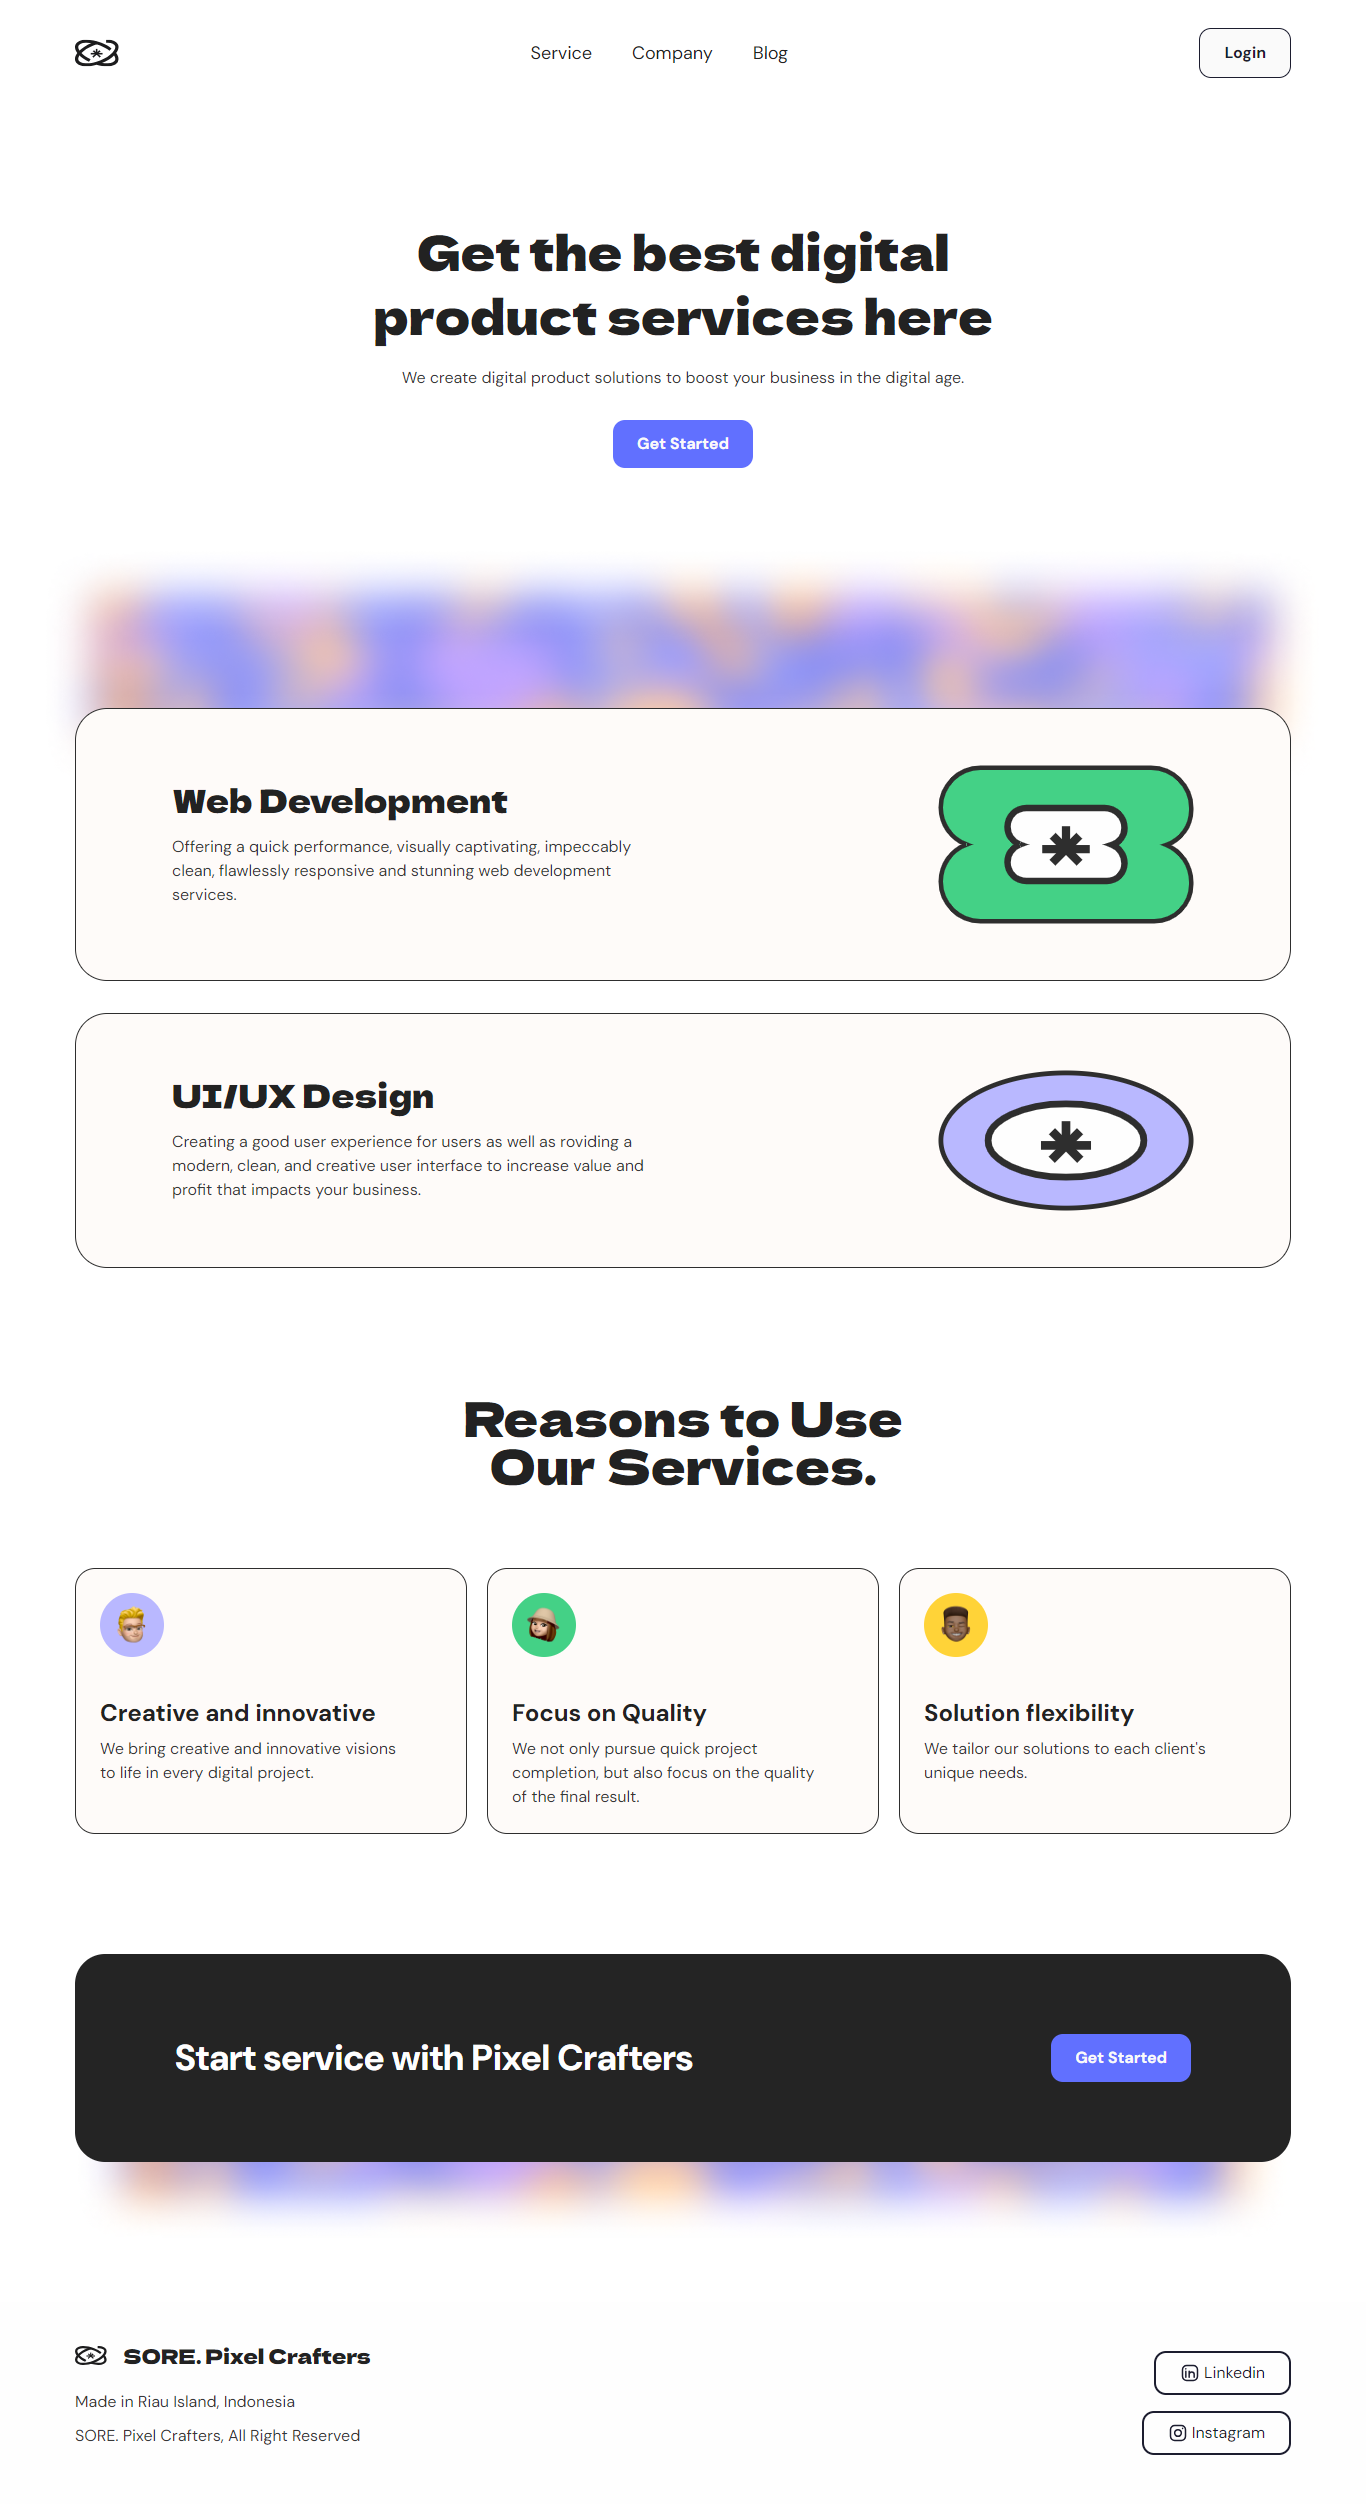 Service
Company
Blog
Login
Get the best digital
product services here
We create digital product solutions to boost your business in the digital age.
Get Started
Web Development
Offering a quick performance, visually captivating, impeccably
clean, flawlessly responsive and stunning web development
services.
UI/UX Design
Creating a good user experience for users as well as roviding a
modern, clean, and creative user interface to increase value and
profit that impacts your business.
Reasons to Use
Our Services.
Creative and innovative
We bring creative and innovative visions
to life in every digital project.
Focus on Quality
We not only pursue quick project
completion, but also focus on the quality
of the final result.
Solution flexibility
We tailor our solutions to each client's
unique needs.
Start service with Pixel Crafters
Get Started
SORE. Pixel Crafters
Made in Riau Island, Indonesia
SORE. Pixel Crafters, All Right Reserved
Linkedin
Instagram